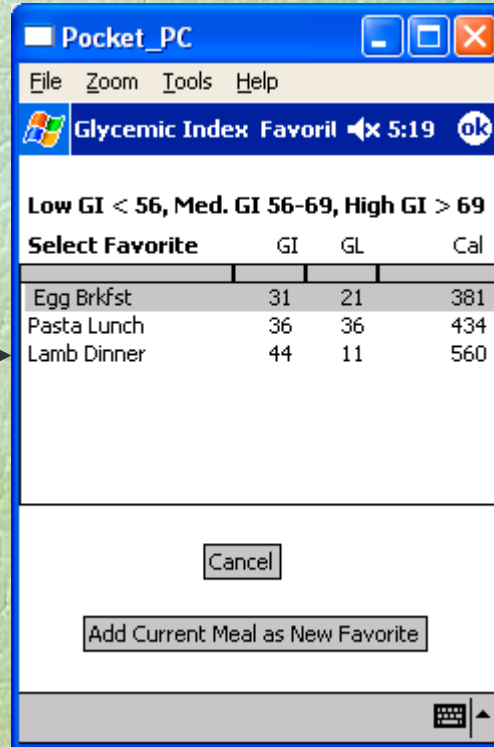 Pocket_PC
File Zoom Tools Help
Glycemic Index Favorit 5:19 ok
Low GI < 56, Med. GI 56-69, High GI > 69
Select Favorite GI GL Cal
Egg Brkfst 31 21 381
Pasta Lunch 36 36 434
Lamb Dinner 44 11 560
Cancel
Add Current Meal as New Favorite